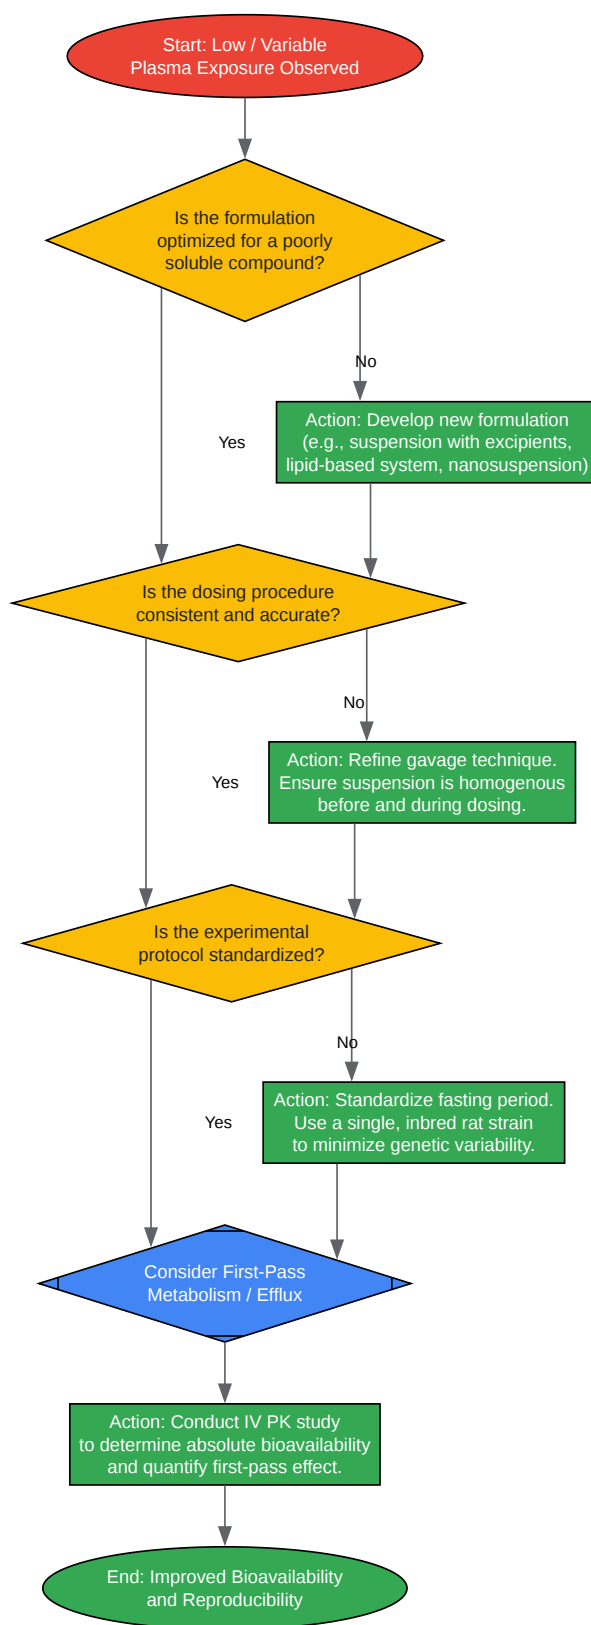 Start: Low / Variable
Plasma Exposure Observed
Is the formulation
optimized for a poorly
soluble compound?
No
Action: Develop new formulation
(e.g., suspension with excipients,
lipid-based system, nanosuspension)
Yes
Is the dosing procedure
consistent and accurate?
No
Action: Refine gavage technique.
Ensure suspension is homogenous
before and during dosing.
Yes
Is the experimental
protocol standardized?
No
Action: Standardize fasting period.
Use a single, inbred rat strain
to minimize genetic variability.
Yes
Consider First-Pass
Metabolism / Efflux
Action: Conduct IV PK study
to determine absolute bioavailability
and quantify first-pass effect.
End: Improved Bioavailability
and Reproducibility